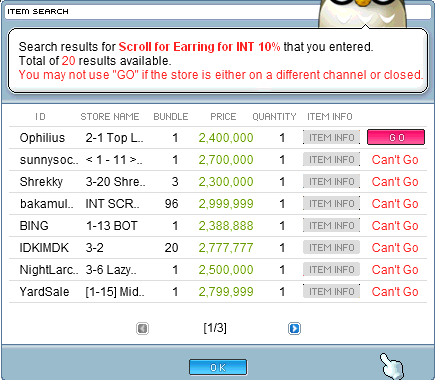 ITEM SEARCH
Search results for Scroll for Earring for INT 10% that you entered.
Total of 20 results available.
You may not use "GO" if the store is either on a different channel or closed.
ID STORE NAME BUNDLE PRICE QUANTITY ITEM INFO
Ophilius 2-1 Top L.. 1 2,400,000 1 ITEM INFO GO
sunnysoc.. < 1 - 11 >.. 1 2,700,000 1 ITEM INFO Can't Go
Shrekky 3-20 Shre.. 3 2,300,000 1 ITEM INFO Can't Go
bakamul.. INT SCR.. 96 2,999,999 1 ITEM INFO Can't Go
BING 1-13 BOT 1 2,388,888 1 ITEM INFO Can't Go
IDKIMDK 3-2 20 2,777,777 1 ITEM INFO Can't Go
NightLarc.. 3-6 Lazy.. 1 2,500,000 1 ITEM INFO Can't Go
YardSale [1-15] Mid.. 1 2,799,999 1 ITEM INFO Can't Go
[1/3]
OK